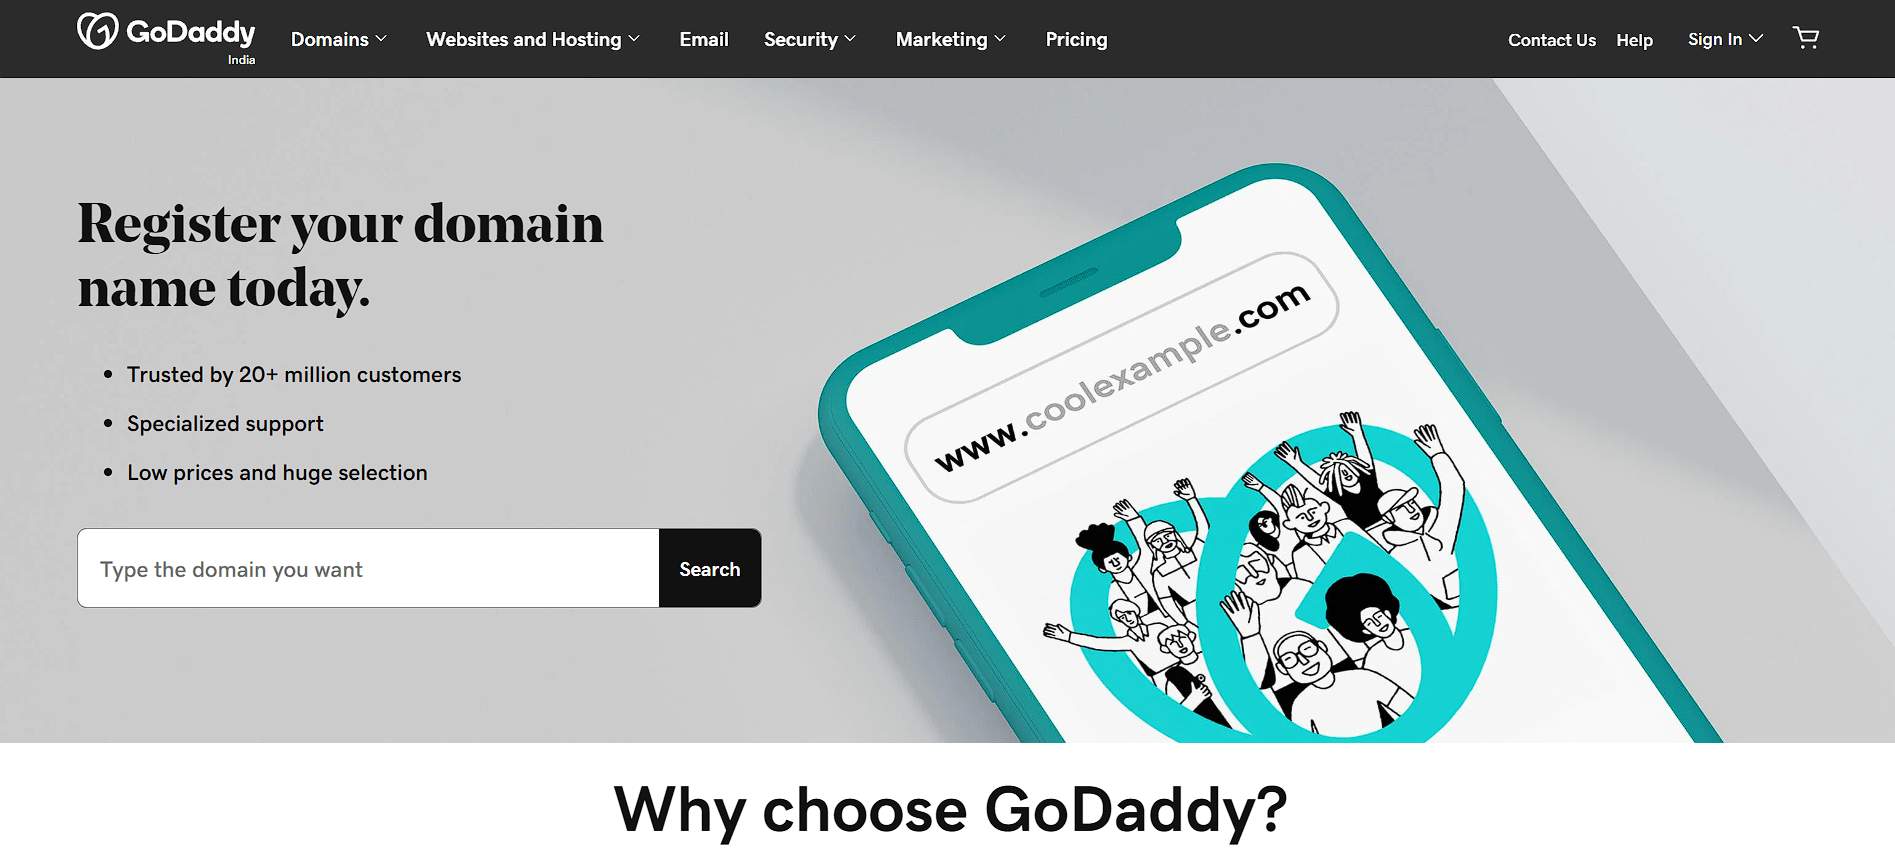 GoDaddy
India
Domains
Websites and Hosting
Email
Security
Marketing
Pricing
Contact Us
Help
Sign In
Register your domain
name today.
Trusted by 20+ million customers
Specialized support
Low prices and huge selection
Type the domain you want
Search
www.coolexample.com
Why choose GoDaddy?